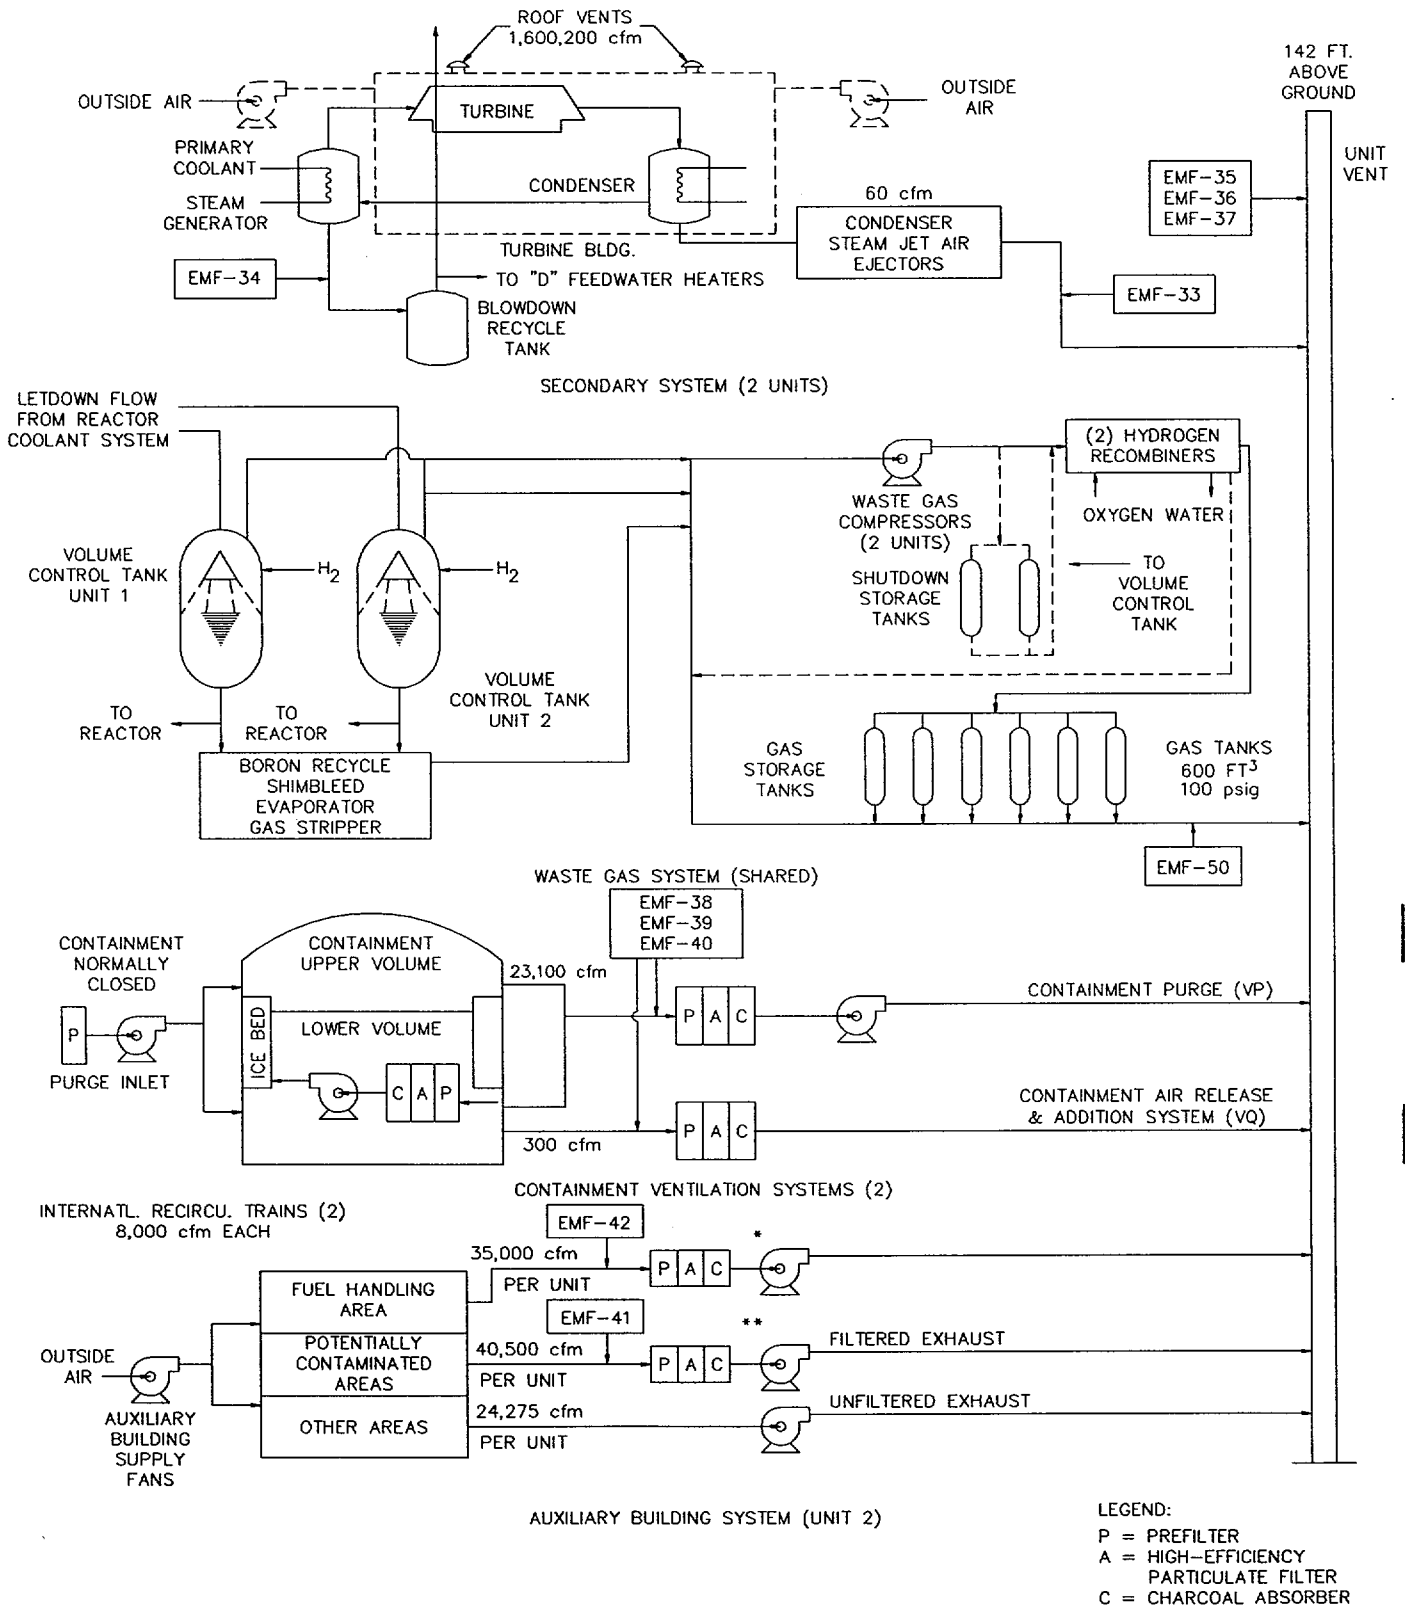 ROOF VENTS
1,600,200 cfm
142 FT.
ABOVE
GROUND
OUTSIDE AIR
TURBINE
OUTSIDE
AIR
PRIMARY
COOLANT
STEAM
GENERATOR
CONDENSER
60 cfm
CONDENSER
STEAM JET AIR
EJECTORS
EMF-35
EMF-36
EMF-37
UNIT
VENT
TURBINE BLDG.
EMF-34
TO "D" FEEDWATER HEATERS
EMF-33
BLOWDOWN
RECYCLE
TANK
SECONDARY SYSTEM (2 UNITS)
LETDOWN FLOW
FROM REACTOR
COOLANT SYSTEM
(2) HYDROGEN
RECOMBINERS
OXYGEN WATER
WASTE GAS
COMPRESSORS
(2 UNITS)
VOLUME
CONTROL TANK
UNIT 1
H2
H2
SHUTDOWN
STORAGE
TANKS
TO
VOLUME
CONTROL
TANK
VOLUME
CONTROL TANK
UNIT 2
TO
REACTOR
TO
REACTOR
BORON RECYCLE
SHIMBLEED
EVAPORATOR
GAS STRIPPER
GAS
STORAGE
TANKS
GAS TANKS
600 FT3
100 psig
EMF-50
WASTE GAS SYSTEM (SHARED)
EMF-38
EMF-39
EMF-40
CONTAINMENT
NORMALLY
CLOSED
CONTAINMENT
UPPER VOLUME
23,100 cfm
P
PURGE INLET
ICE BED
LOWER VOLUME
C A P
P A C
CONTAINMENT PURGE (VP)
300 cfm
P A C
CONTAINMENT AIR RELEASE
& ADDITION SYSTEM (VQ)
CONTAINMENT VENTILATION SYSTEMS (2)
INTERNATL. RECIRCU. TRAINS (2)
8,000 cfm EACH
EMF-42
35,000 cfm
PER UNIT
P A C
*
FUEL HANDLING
AREA
EMF-41
POTENTIALLY
CONTAMINATED
AREAS
40,500 cfm
PER UNIT
P A C
**
FILTERED EXHAUST
OUTSIDE
AIR
AUXILIARY
BUILDING
SUPPLY
FANS
OTHER AREAS
24,275 cfm
PER UNIT
UNFILTERED EXHAUST
AUXILIARY BUILDING SYSTEM (UNIT 2)
LEGEND:
P = PREFILTER
A = HIGH-EFFICIENCY
PARTICULATE FILTER
C = CHARCOAL ABSORBER